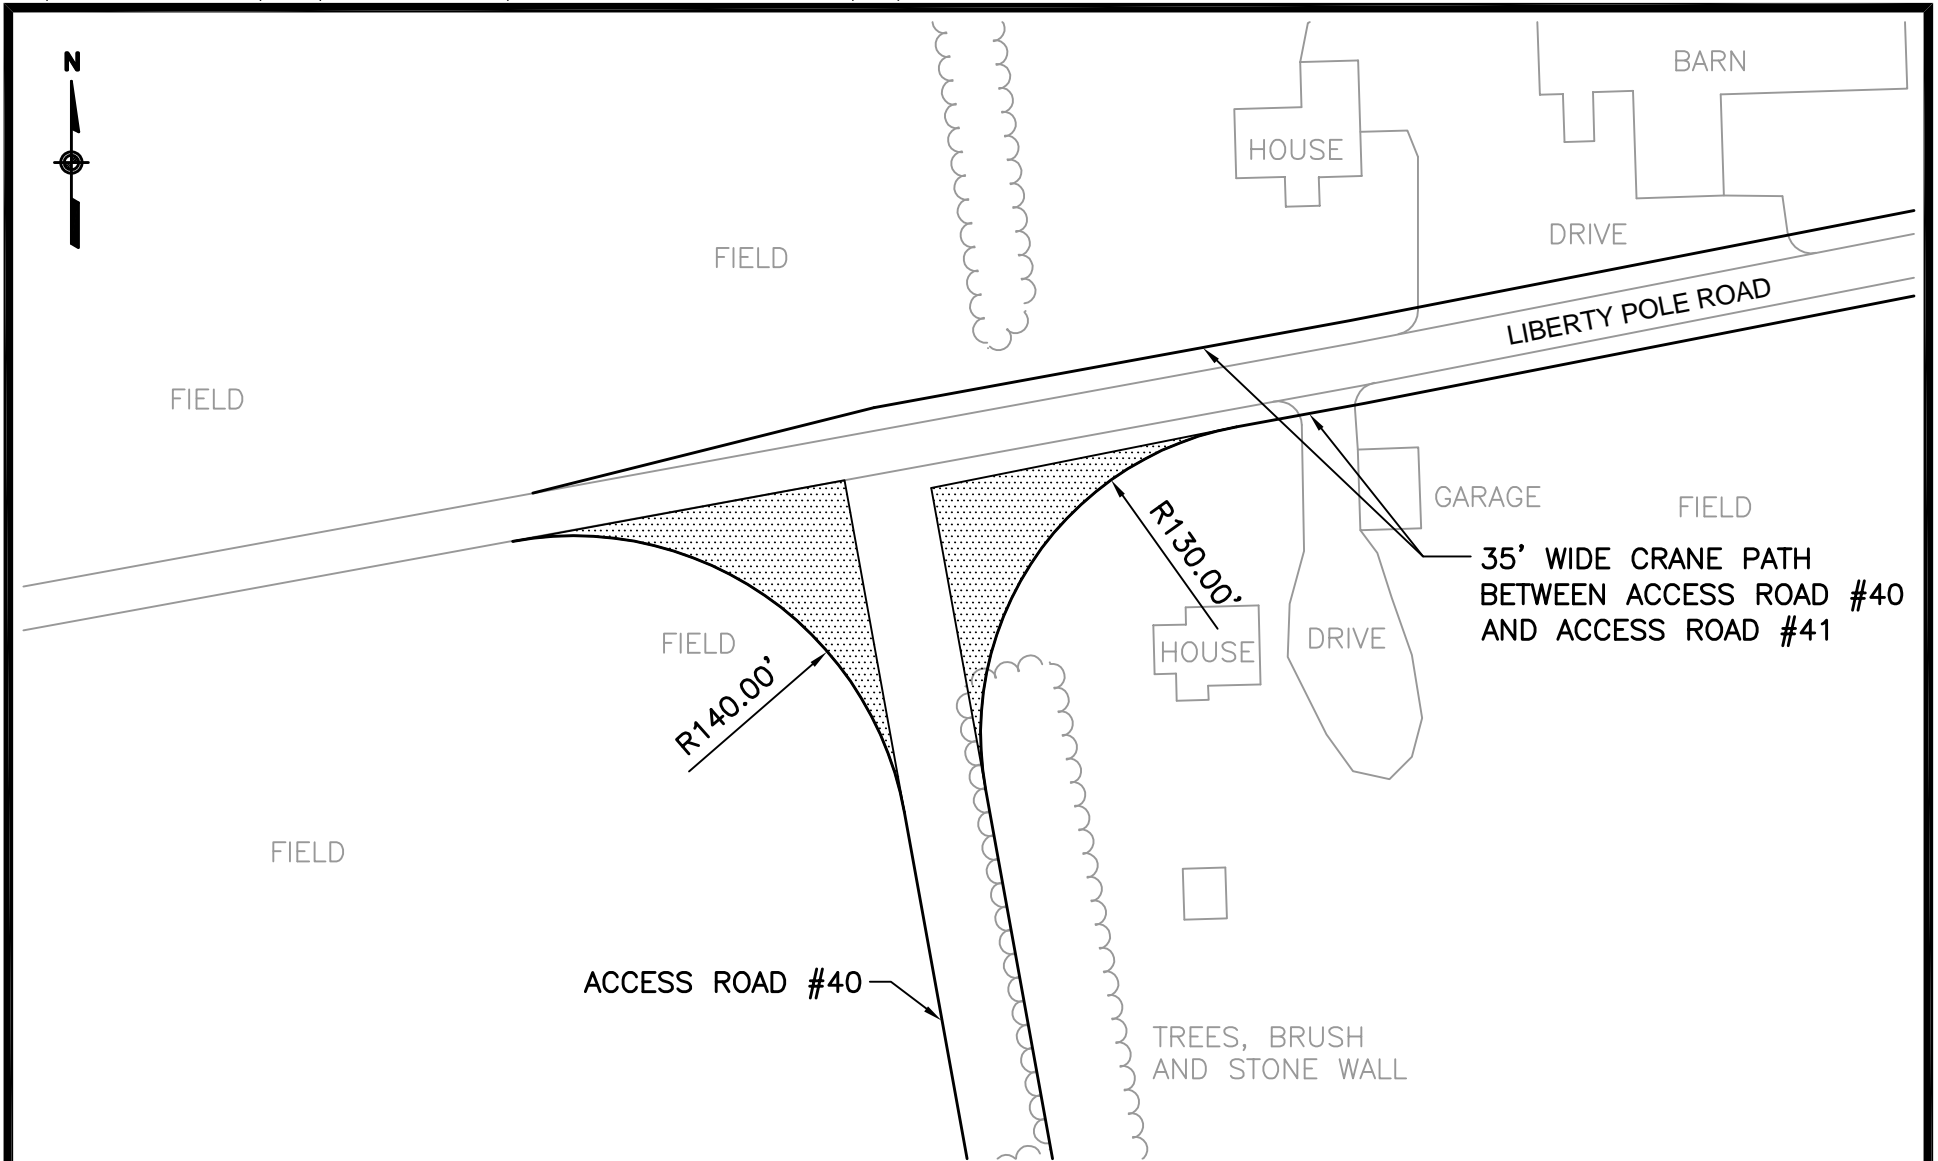 N
BARN
HOUSE
DRIVE
FIELD
LIBERTY POLE ROAD
FIELD
GARAGE
FIELD
R130.00'
35' WIDE CRANE PATH
BETWEEN ACCESS ROAD #40
AND ACCESS ROAD #41
FIELD
HOUSE
DRIVE
R140.00'
FIELD
ACCESS ROAD #40
TREES, BRUSH
AND STONE WALL